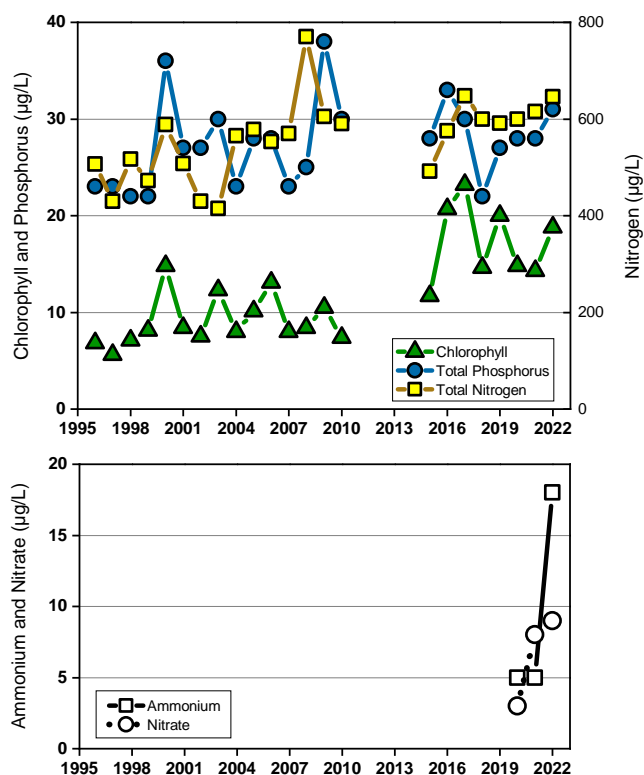 Chlorophyll and Phosphorus (µg/L)
40
30
20
10
0
800
600
400
200
0
Nitrogen (µg/L)
Chlorophyll
Total Phosphorus
Total Nitrogen
1995 1998 2001 2004 2007 2010 2013 2016 2019 2022
Ammonium and Nitrate (µg/L)
20
15
10
5
0
Ammonium
Nitrate
1995 1998 2001 2004 2007 2010 2013 2016 2019 2022